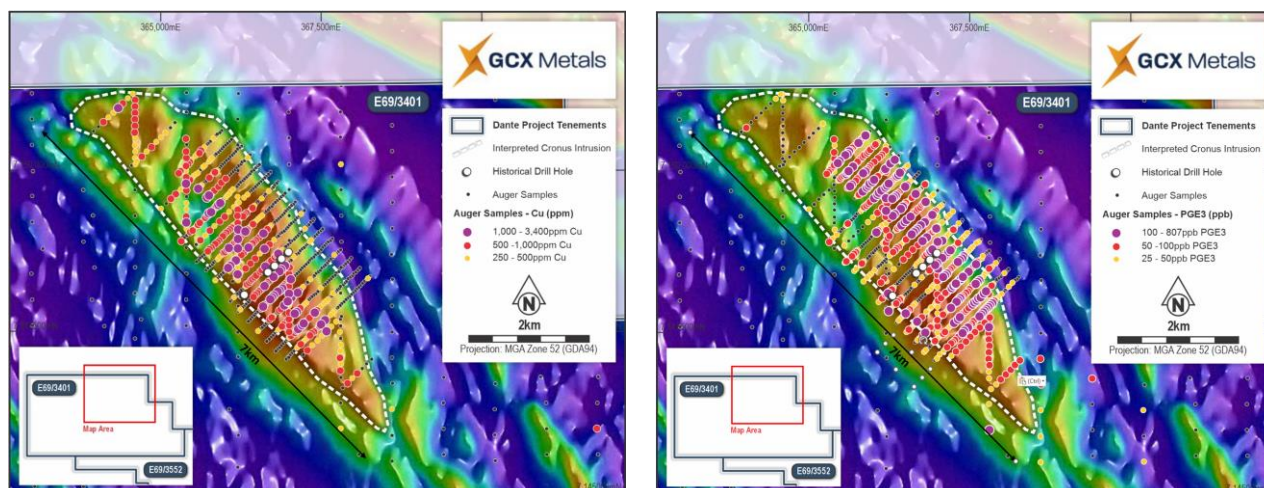 365,000mE
367,500mE
GCX Metals
E69/3401
Dante Project Tenements
Interpreted Cronus Intrusion
Historical Drill Hole
Auger Samples
Auger Samples - Cu (ppm)
1,000 - 3,400ppm Cu
500 -1,000ppm Cu
250 - 500ppm Cu
N
2km
Projection: MGA Zone 52 (GDA94)
7km
E69/3401
Map Area
E69/3552
365,000mE
367,500mE
GCX Metals
E69/3401
Dante Project Tenements
Interpreted Cronus Intrusion
Historical Drill Hole
Auger Samples
Auger Samples - PGE3 (ppb)
100 - 807ppb PGE3
50 -100ppb PGE3
25 - 50ppb PGE3
N
2km
Projection: MGA Zone 52 (GDA94)
7km
(Ctrl)
E69/3401
Map Area
E69/3552